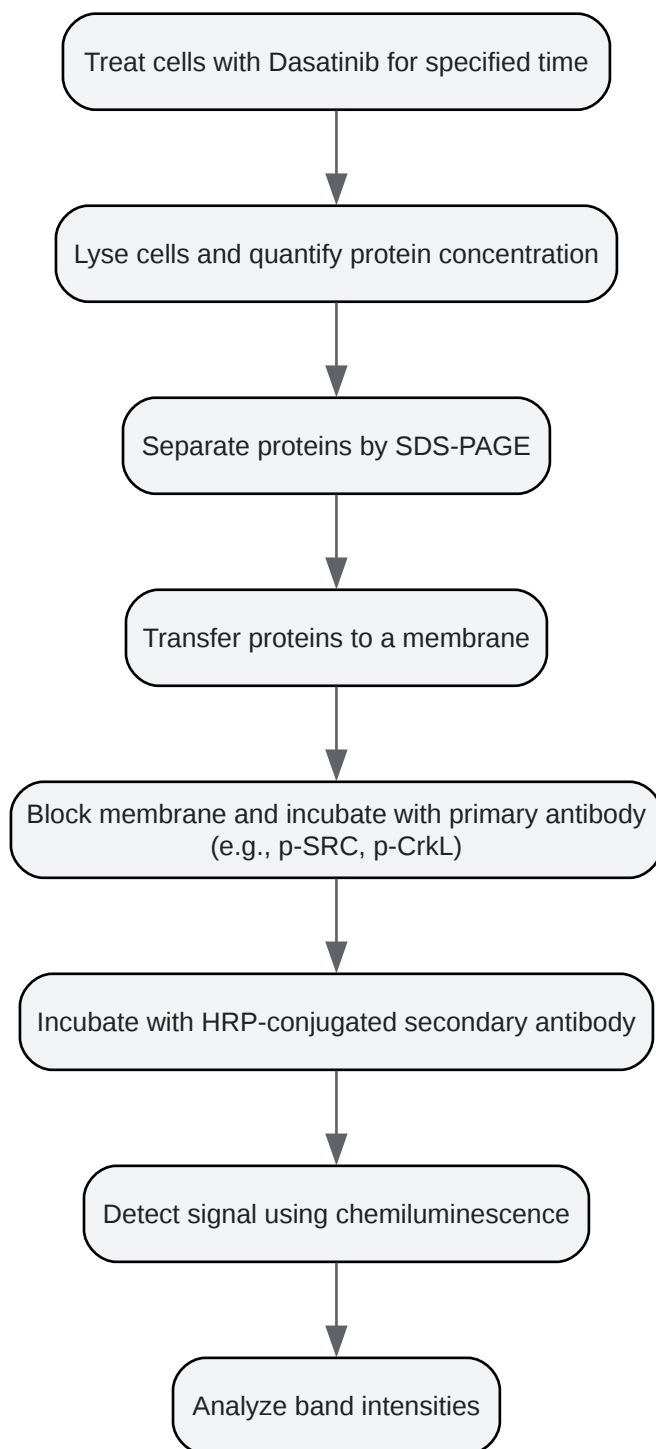 Treat cells with Dasatinib for specified time
Lyse cells and quantify protein concentration
Separate proteins by SDS-PAGE
Transfer proteins to a membrane
Block membrane and incubate with primary antibody
(e.g., p-SRC, p-CrkL)
Incubate with HRP-conjugated secondary antibody
Detect signal using chemiluminescence
Analyze band intensities